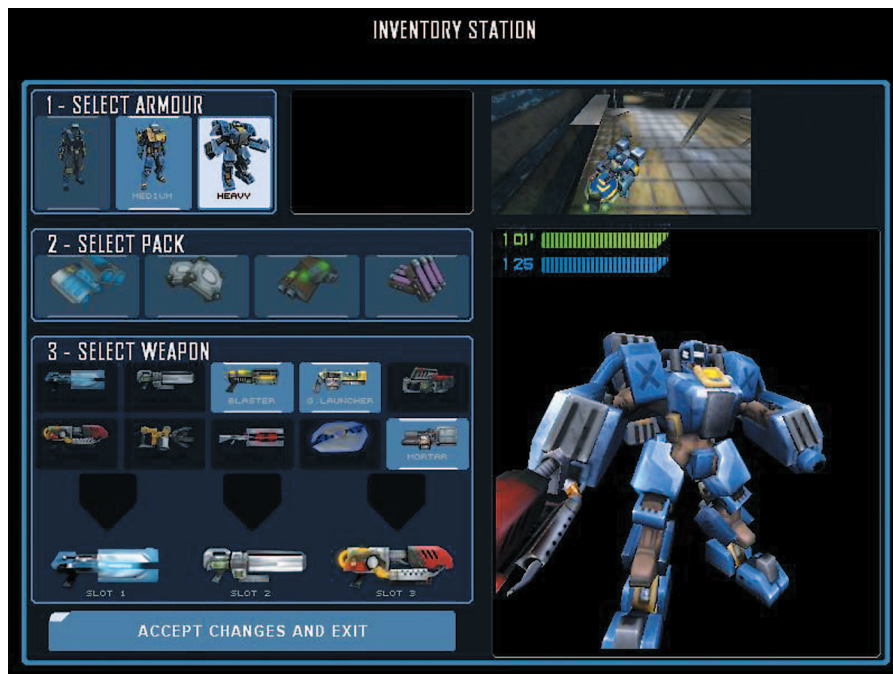 INVENTORY STATION
1 - SELECT ARMOUR
MEDIUM
HEAVY
2 - SELECT PACK
101'
125
3 - SELECT WEAPON
BLASTER
G.LAUNCHER
MORTAR
SLOT 1
SLOT 2
SLOT 3
ACCEPT CHANGES AND EXIT